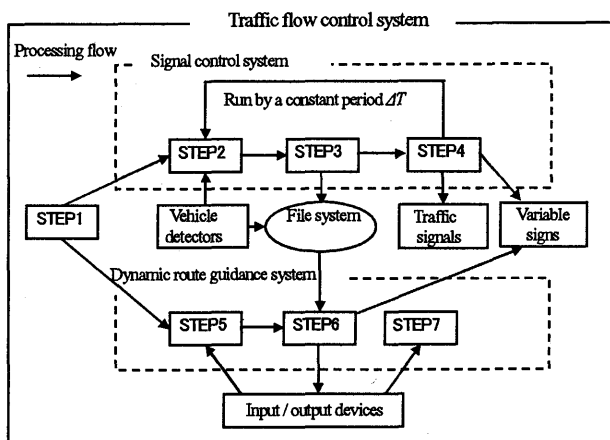 Traffic flow control system
Processing flow
Signal control system
Run by a constant period ΔT
STEP2
STEP3
STEP4
STEP1
Vehicle
detectors
File system
Traffic
signals
Variable
signs
Dynamic route guidance system
STEP5
STEP6
STEP7
Input / output devices